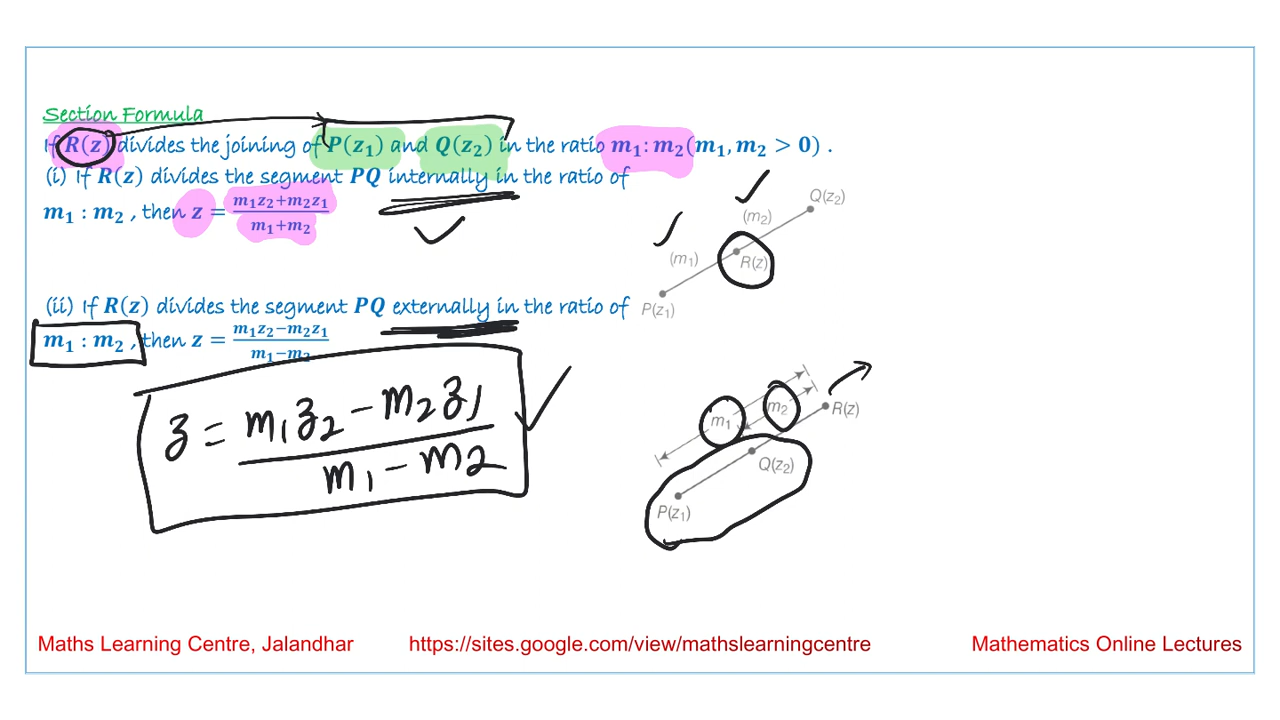 Section Formula
If R(z) divides the joining of P(z₁) and Q(z₂) in the ratio m₁:m₂(m₁,m₂ > 0) .
(i) If R(z) divides the segment PQ internally in the ratio of
m₁ : m₂ , then z = (m₁z₂+m₂z₁)/(m₁+m₂)
Q(z₂)
(m₂)
(m₁)
R(z)
P(z₁)
(ii) If R(z) divides the segment PQ externally in the ratio of
m₁ : m₂ , then z = (m₁z₂−m₂z₁)/(m₁−m₂)
z = (m₁z₂ − m₂z₁)/(m₁ − m₂)
m₁
m₂
R(z)
Q(z₂)
P(z₁)
Maths Learning Centre, Jalandhar https://sites.google.com/view/mathslearningcentre Mathematics Online Lectures